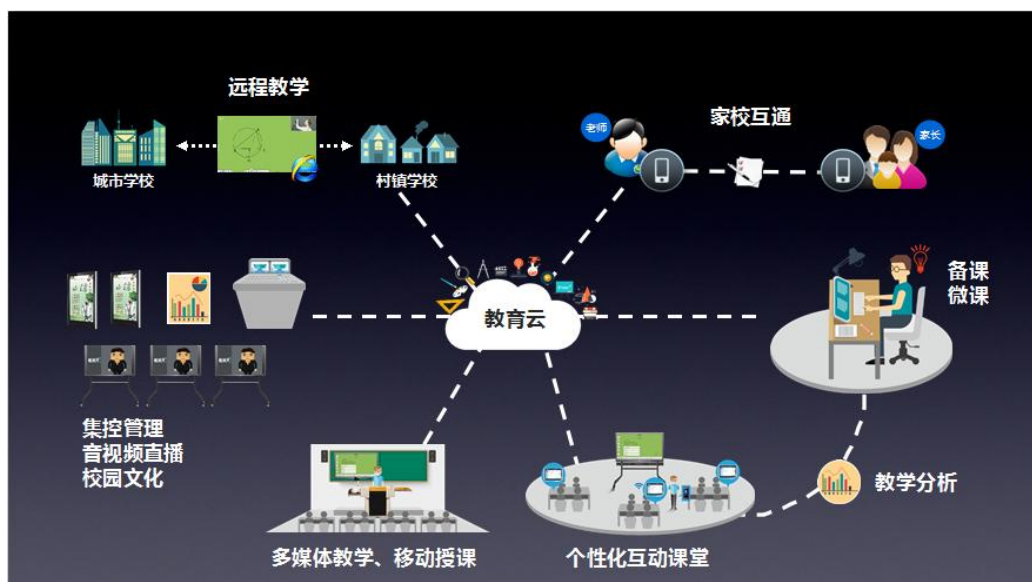 远程教学
城市学校
村镇学校
家校互通
老师
家长
教育云
备课
微课
集控管理
音视频直播
校园文化
多媒体教学、移动授课
个性化互动课堂
教学分析